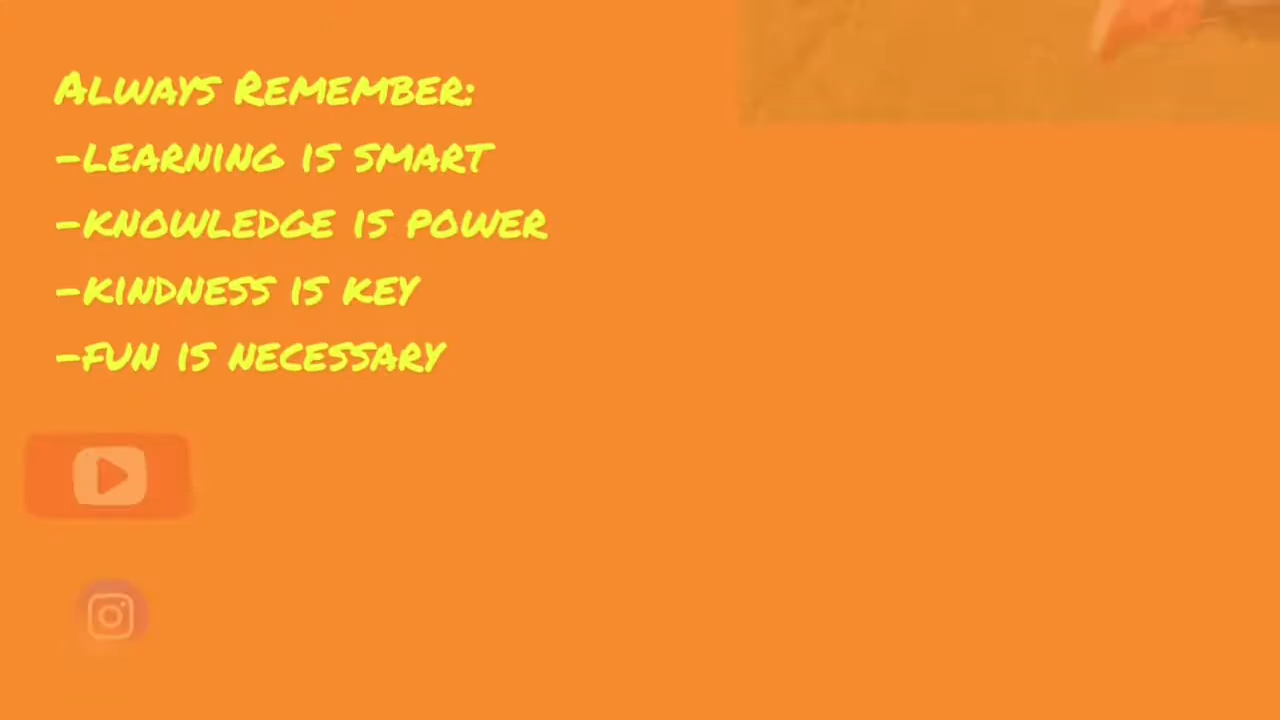 Always Remember:
-learning is smart
-knowledge is power
-kindness is key
-fun is necessary